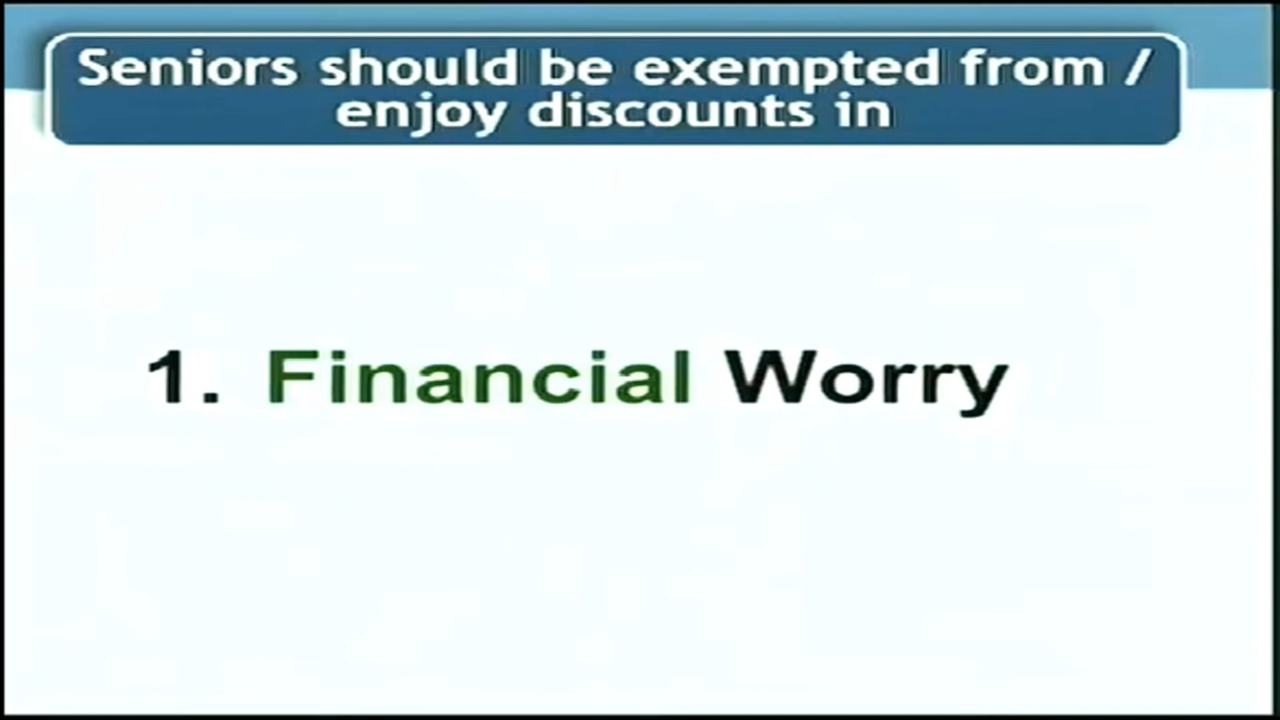 Seniors should be exempted from /
enjoy discounts in
1. Financial Worry